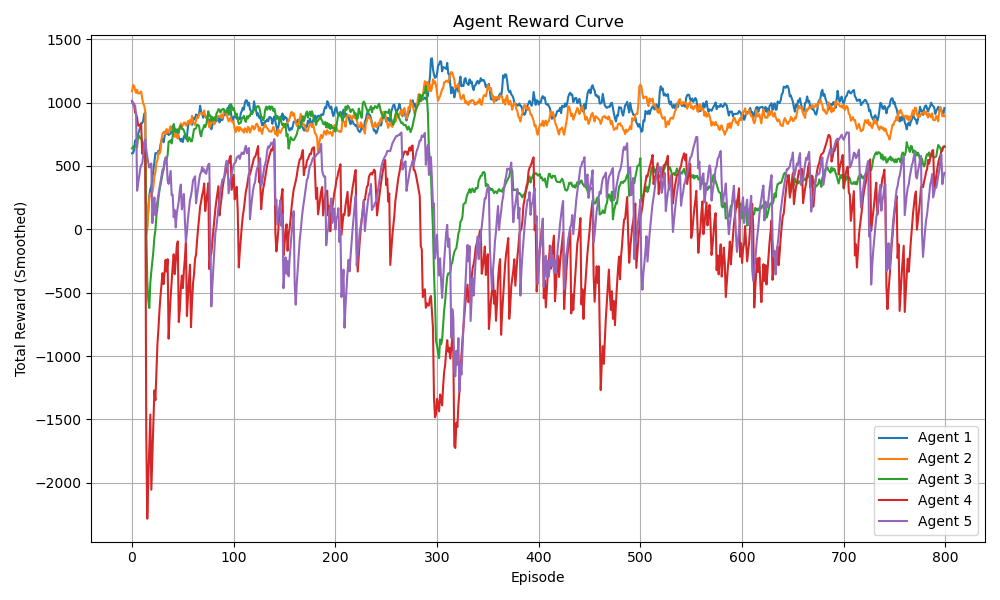 Agent Reward Curve
Total Reward (Smoothed)
1500
1000
500
0
−500
−1000
−1500
−2000
0 100 200 300 400 500 600 700 800
Episode
Agent 1
Agent 2
Agent 3
Agent 4
Agent 5